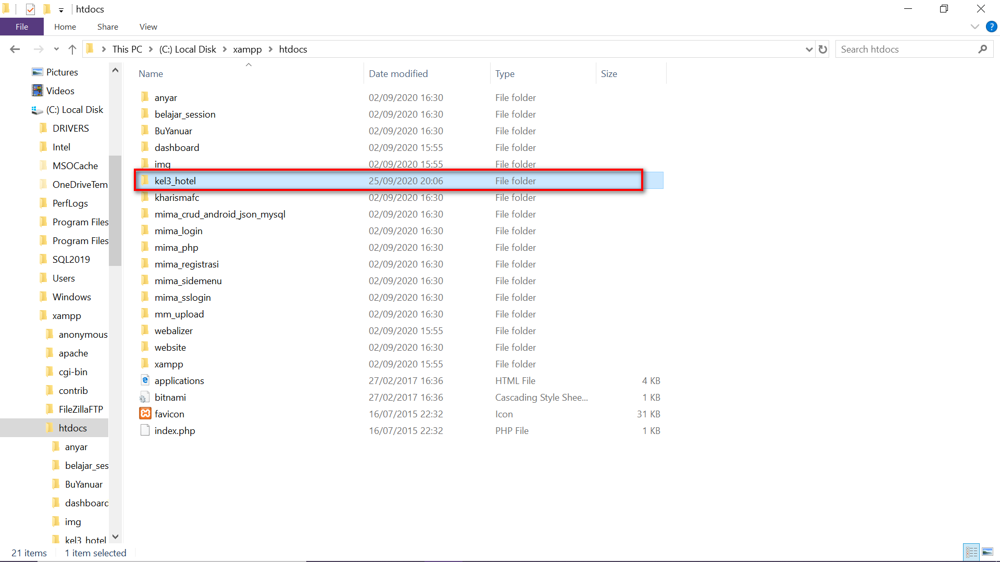 htdocs
File Home Share View
This PC (C:) Local Disk xampp htdocs Search htdocs
Pictures
Videos
(C:) Local Disk
DRIVERS
Intel
MSOCache
OneDriveTem
PerfLogs
Program Files
Program Files
SQL2019
Users
Windows
xampp
anonymous
apache
cgi-bin
contrib
FileZillaFTP
htdocs
anyar
belajar_ses
BuYanuar
dashboard
img
kel3_hotel
Name Date modified Type Size
anyar 02/09/2020 16:30 File folder
belajar_session 02/09/2020 16:30 File folder
BuYanuar 02/09/2020 16:30 File folder
dashboard 02/09/2020 15:55 File folder
img 02/09/2020 15:55 File folder
kel3_hotel 25/09/2020 20:06 File folder
kharismafc 02/09/2020 16:30 File folder
mima_crud_android_json_mysql 02/09/2020 16:30 File folder
mima_login 02/09/2020 16:30 File folder
mima_php 02/09/2020 16:30 File folder
mima_registrasi 02/09/2020 16:30 File folder
mima_sidemenu 02/09/2020 16:30 File folder
mima_sslogin 02/09/2020 16:30 File folder
mm_upload 02/09/2020 16:30 File folder
webalizer 02/09/2020 15:55 File folder
website 02/09/2020 16:30 File folder
xampp 02/09/2020 15:55 File folder
applications 27/02/2017 16:36 HTML File 4 KB
bitnami 27/02/2017 16:36 Cascading Style Shee... 1 KB
favicon 16/07/2015 22:32 Icon 31 KB
index.php 16/07/2015 22:32 PHP File 1 KB
21 items 1 item selected